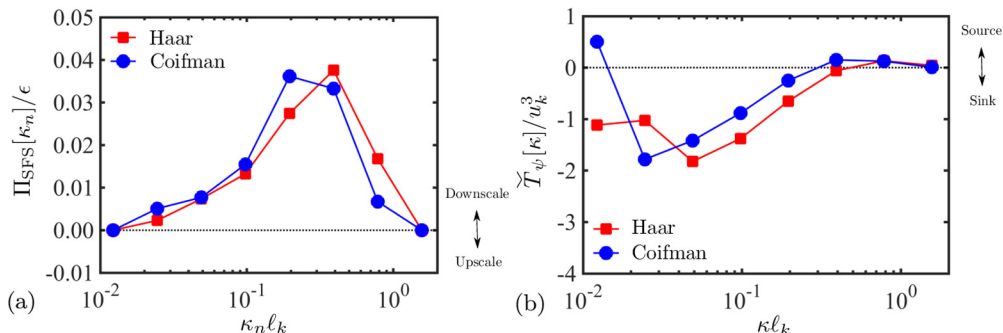 0.05
0.04
0.03
0.02
0.01
0.00
-0.01
Π_SFS[κ_n]/ϵ
Haar
Coifman
Downscale
Upscale
10^-2
10^-1
10^0
κ_nℓ_k
(a)
1
0
-1
-2
-3
-4
T̆_ψ[κ]/u_k^3
Haar
Coifman
Source
Sink
10^-2
10^-1
10^0
κℓ_k
(b)